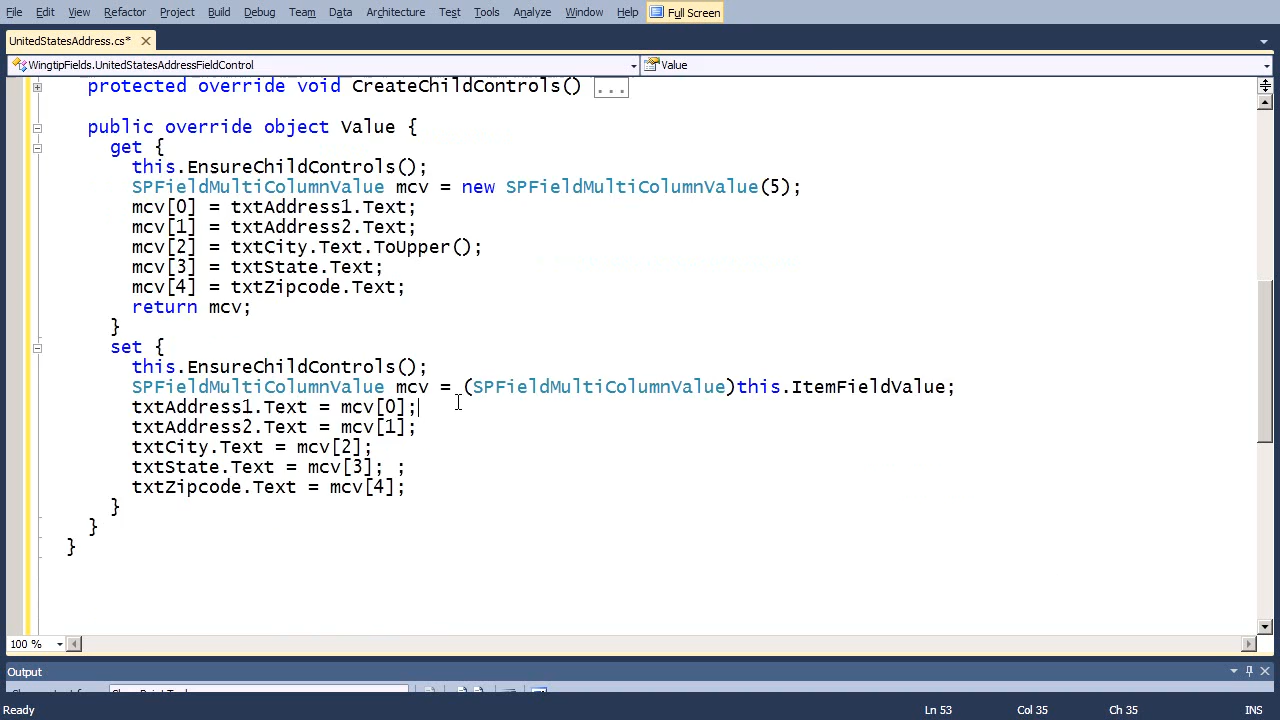 File Edit View Refactor Project Build Debug Team Data Architecture Test Tools Analyze Window Help Full Screen
UnitedStatesAddress.cs*
WingtipFields.UnitedStatesAddressFieldControl Value
protected override void CreateChildControls() ...
public override object Value {
get {
this.EnsureChildControls();
SPFieldMultiColumnValue mcv = new SPFieldMultiColumnValue(5);
mcv[0] = txtAddress1.Text;
mcv[1] = txtAddress2.Text;
mcv[2] = txtCity.Text.ToUpper();
mcv[3] = txtState.Text;
mcv[4] = txtZipcode.Text;
return mcv;
}
set {
this.EnsureChildControls();
SPFieldMultiColumnValue mcv = (SPFieldMultiColumnValue)this.ItemFieldValue;
txtAddress1.Text = mcv[0];
txtAddress2.Text = mcv[1];
txtCity.Text = mcv[2];
txtState.Text = mcv[3]; ;
txtZipcode.Text = mcv[4];
}
}
}
100 %
Output
Ready Ln 53 Col 35 Ch 35 INS